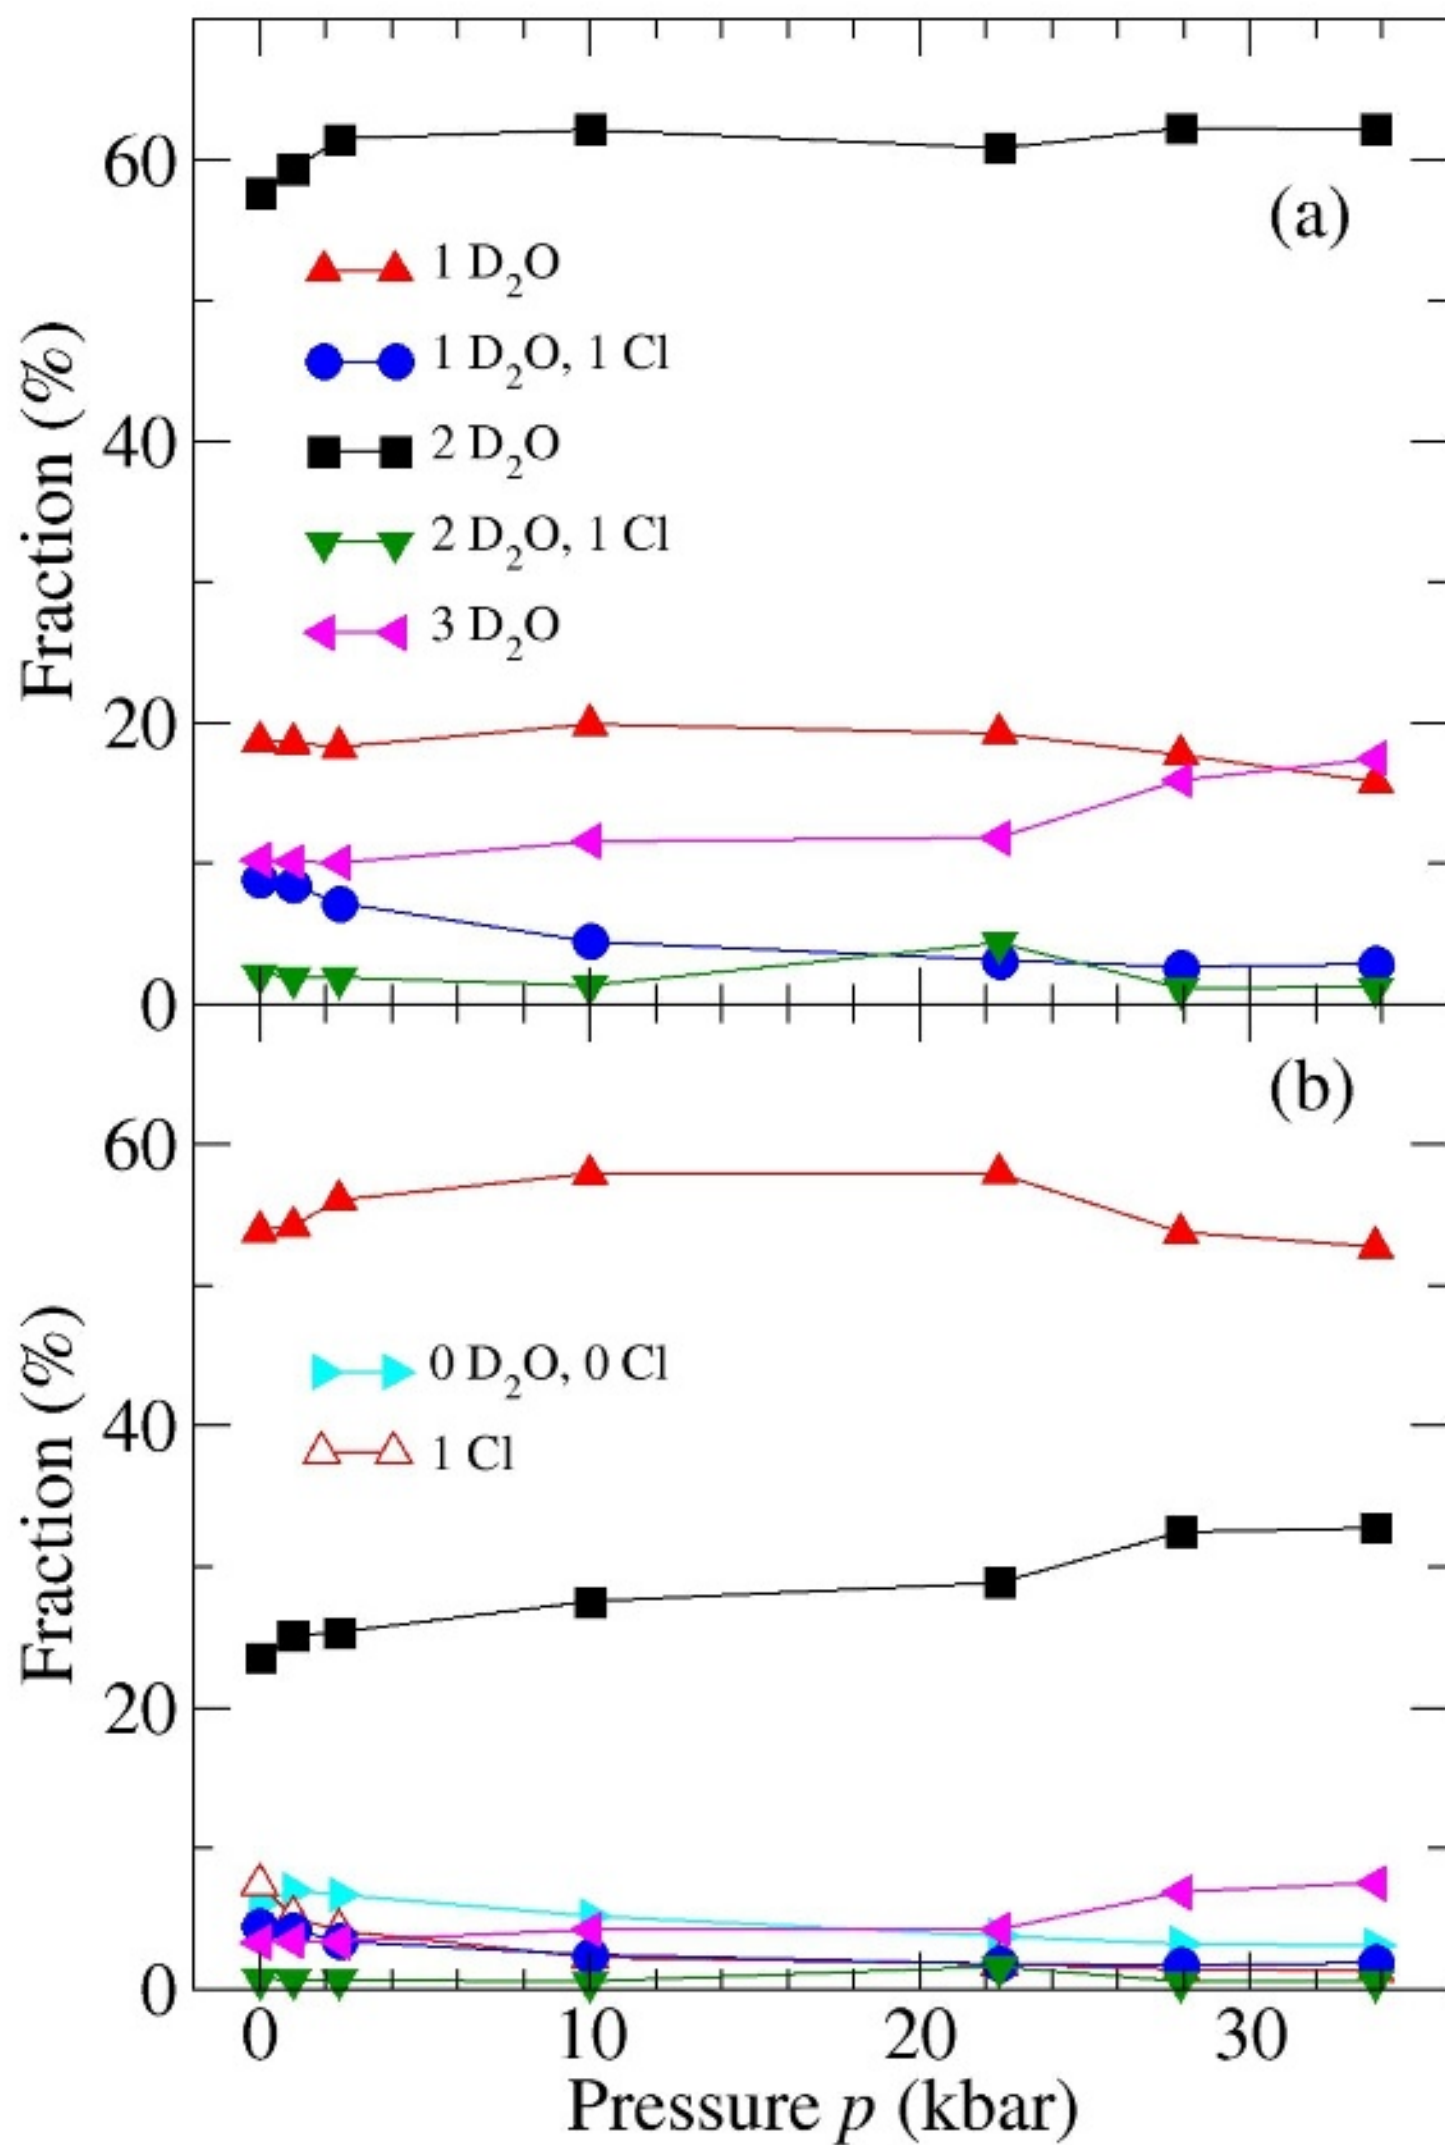 60
(a)
1 D₂O
1 D₂O, 1 Cl
40
2 D₂O
2 D₂O, 1 Cl
3 D₂O
Fraction (%)
20
0
(b)
60
0 D₂O, 0 Cl
40
1 Cl
Fraction (%)
20
0
0 10 20 30
Pressure p (kbar)